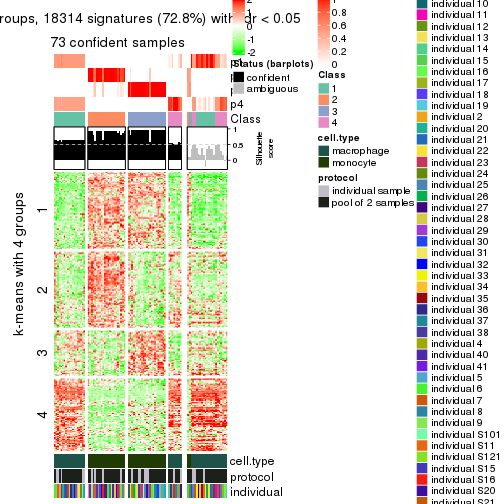 roups, 18314 signatures (72.8%) with fdr < 0.05
73 confident samples
p4
Class
1
0.5
0
Silhouette
score
k-means with 4 groups
1
2
3
4
cell.type
protocol
individual
2
-1
-2
Status (barplots)
confident
ambiguous
0.8
0.6
0.4
0.2
0
Class
1
2
3
4
cell.type
macrophage
monocyte
protocol
individual sample
pool of 2 samples
individual 10
individual 11
individual 12
individual 13
individual 14
individual 15
individual 16
individual 17
individual 18
individual 19
individual 2
individual 20
individual 21
individual 22
individual 23
individual 24
individual 25
individual 26
individual 27
individual 28
individual 29
individual 30
individual 31
individual 32
individual 33
individual 34
individual 35
individual 36
individual 37
individual 38
individual 4
individual 40
individual 41
individual 5
individual 6
individual 7
individual 8
individual 9
individual S101
individual S11
individual S121
individual S15
individual S16
individual S20
individual S21